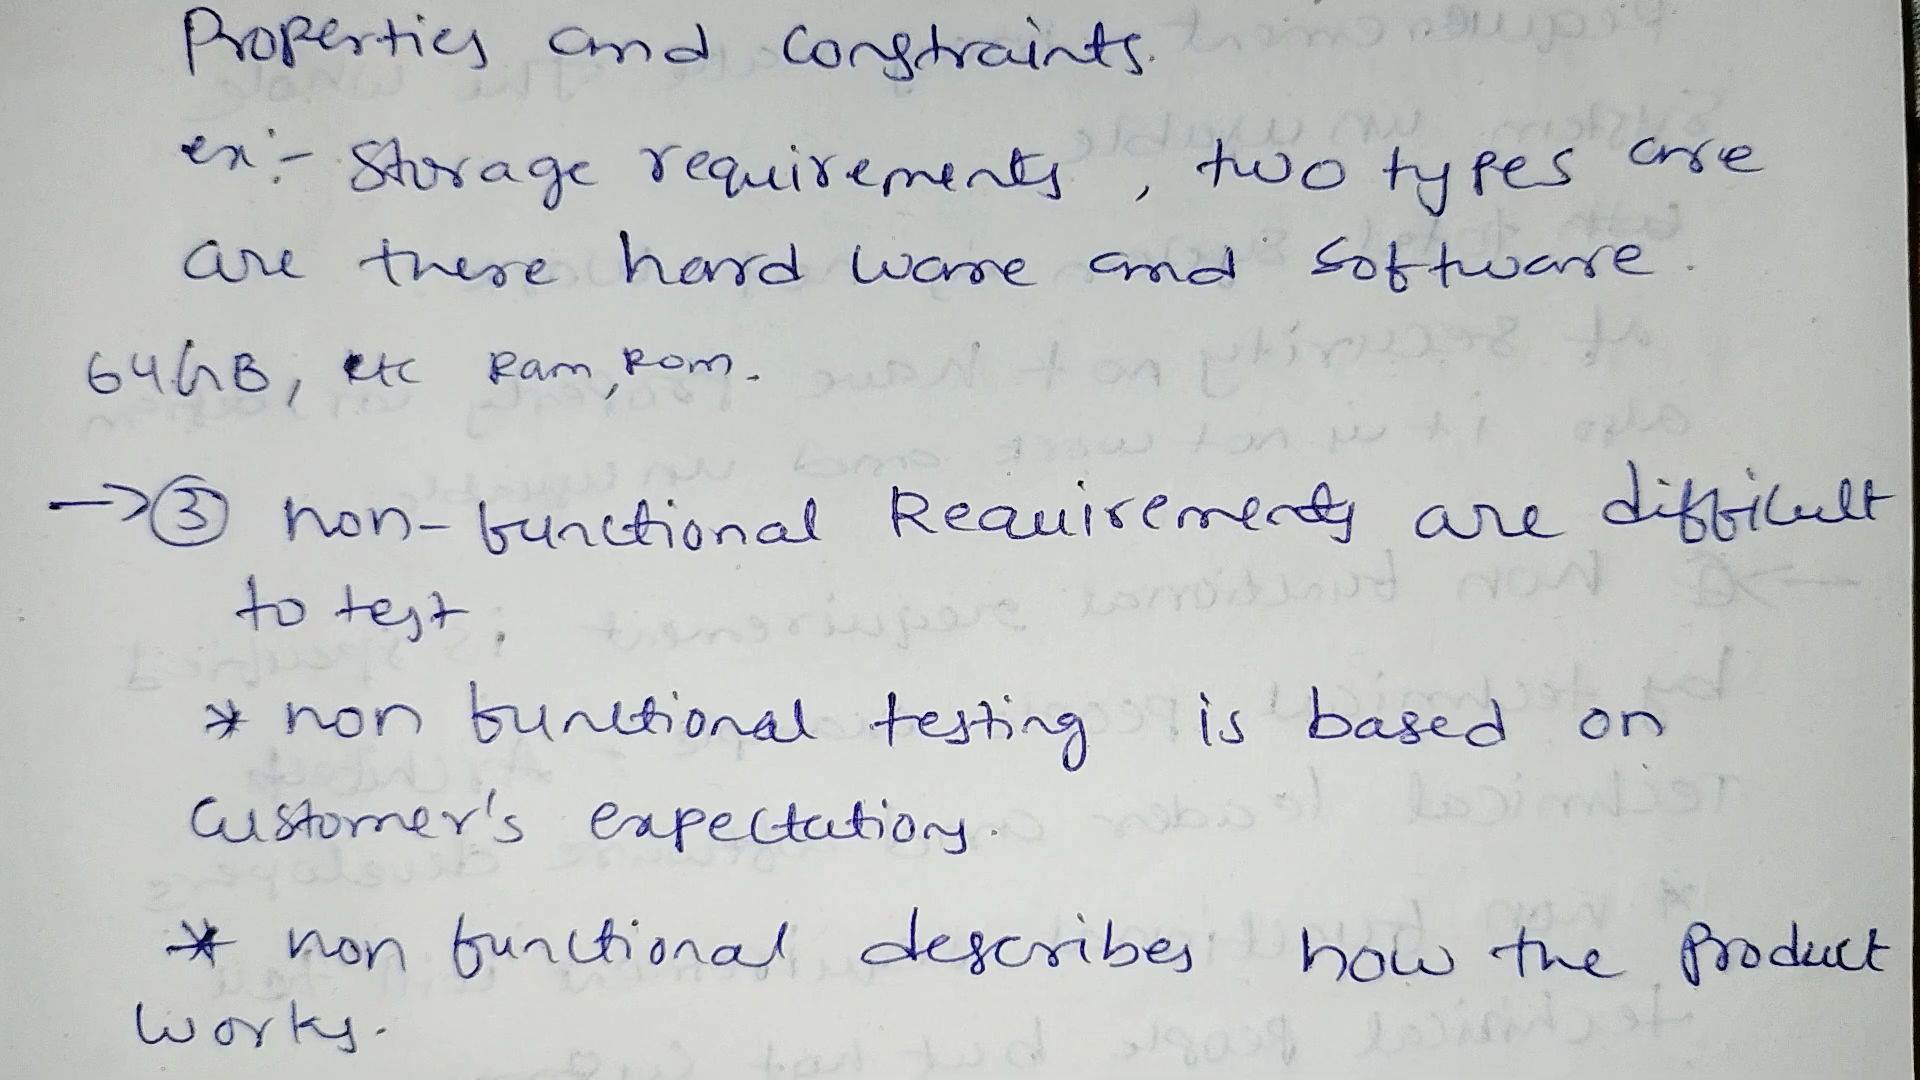 Properties and constraints.
ex:- Storage requirements, two types are
are there hard ware and software.
64GB, etc Ram, Rom.
→ ③ non-functional Requirements are difficult
to test.
* non functional testing is based on
Customer's expectations.
* non functional describes how the product
works.